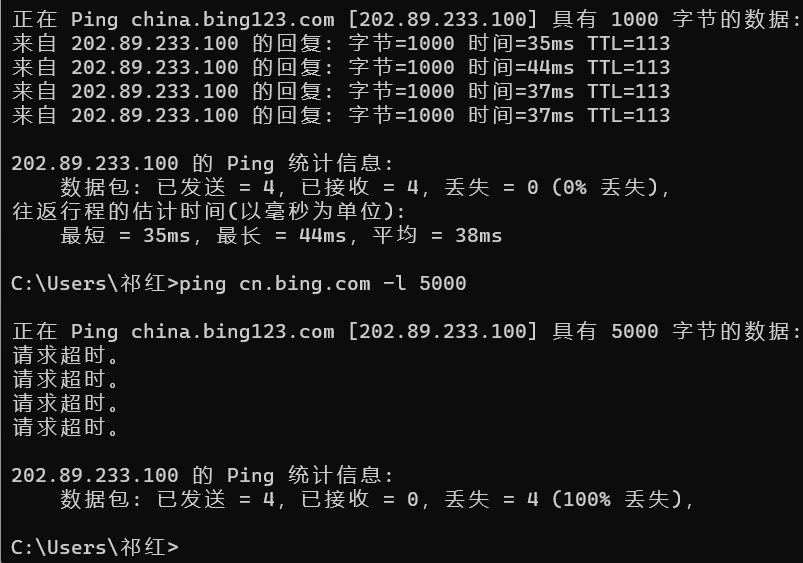 正在 Ping china.bing123.com [202.89.233.100] 具有 1000 字节的数据:
来自 202.89.233.100 的回复: 字节=1000 时间=35ms TTL=113
来自 202.89.233.100 的回复: 字节=1000 时间=44ms TTL=113
来自 202.89.233.100 的回复: 字节=1000 时间=37ms TTL=113
来自 202.89.233.100 的回复: 字节=1000 时间=37ms TTL=113
202.89.233.100 的 Ping 统计信息:
数据包: 已发送 = 4, 已接收 = 4, 丢失 = 0 (0% 丢失),
往返行程的估计时间(以毫秒为单位):
最短 = 35ms, 最长 = 44ms, 平均 = 38ms
C:\Users\祁红>ping cn.bing.com -l 5000
正在 Ping china.bing123.com [202.89.233.100] 具有 5000 字节的数据:
请求超时。
请求超时。
请求超时。
请求超时。
202.89.233.100 的 Ping 统计信息:
数据包: 已发送 = 4, 已接收 = 0, 丢失 = 4 (100% 丢失),
C:\Users\祁红>